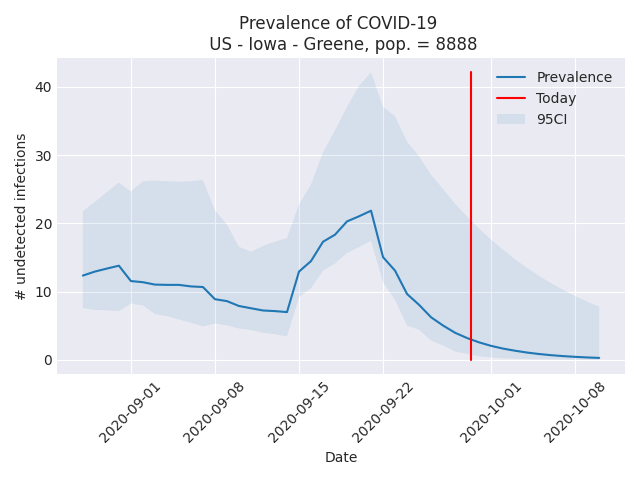 Prevalence of COVID-19
US - Iowa - Greene, pop. = 8888
Prevalence
Today
95CI
# undetected infections
40
30
20
10
0
2020-09-01
2020-09-08
2020-09-15
2020-09-22
2020-10-01
2020-10-08
Date